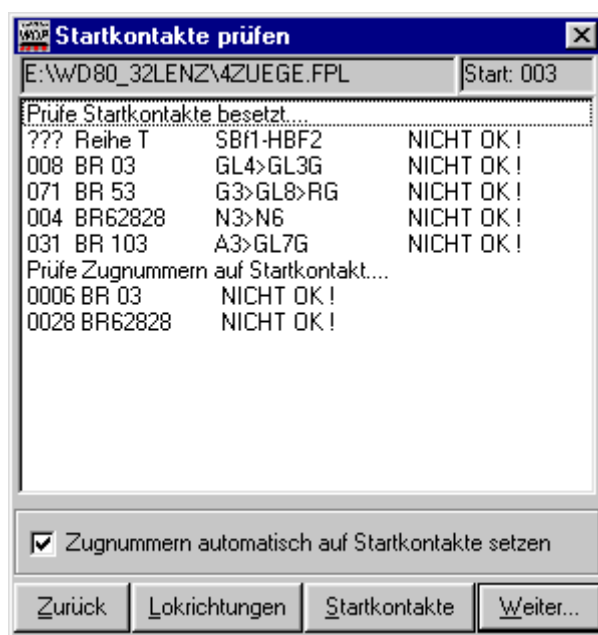 WDP Startkontakte prüfen
E:\WD80_32LENZ\4ZUEGE.FPL Start: 003
Prüfe Startkontakte besetzt....
??? Reihe T SBf1-HBF2 NICHT OK !
008 BR 03 GL4>GL3G NICHT OK !
071 BR 53 G3>GL8>RG NICHT OK !
004 BR62828 N3>N6 NICHT OK !
031 BR 103 A3>GL7G NICHT OK !
Prüfe Zugnummern auf Startkontakt....
0006 BR 03 NICHT OK !
0028 BR62828 NICHT OK !
Zugnummern automatisch auf Startkontakte setzen
Zurück Lokrichtungen Startkontakte Weiter...